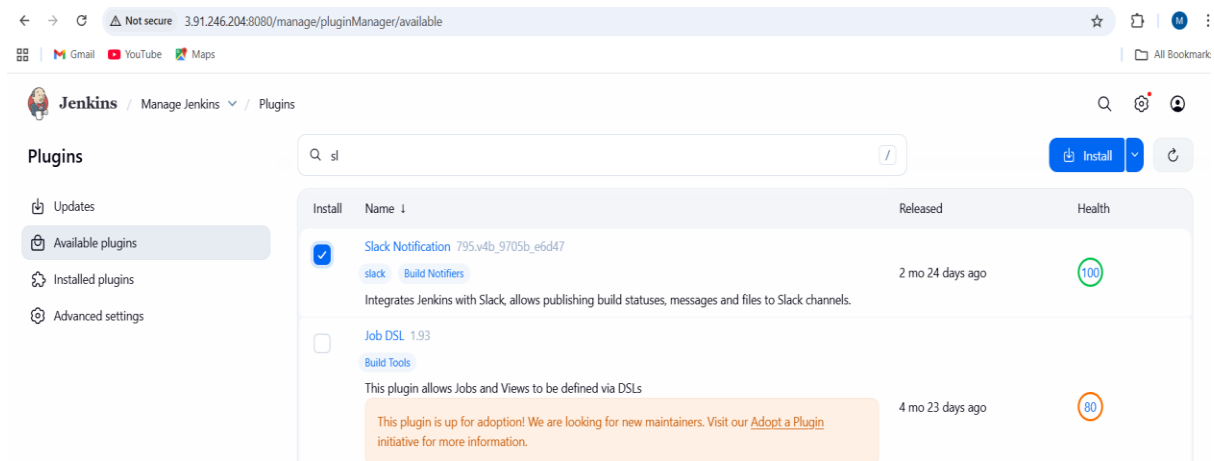 Not secure 3.91.246.204:8080/manage/pluginManager/available
M
Gmail YouTube Maps All Bookmarks
Jenkins / Manage Jenkins / Plugins
Plugins
sl /
Install
Updates
Available plugins
Installed plugins
Advanced settings
Install Name ↓ Released Health
Slack Notification 795.v4b_9705b_e6d47
slack Build Notifiers
2 mo 24 days ago 100
Integrates Jenkins with Slack, allows publishing build statuses, messages and files to Slack channels.
Job DSL 1.93
Build Tools
This plugin allows Jobs and Views to be defined via DSLs
4 mo 23 days ago 80
This plugin is up for adoption! We are looking for new maintainers. Visit our Adopt a Plugin
initiative for more information.